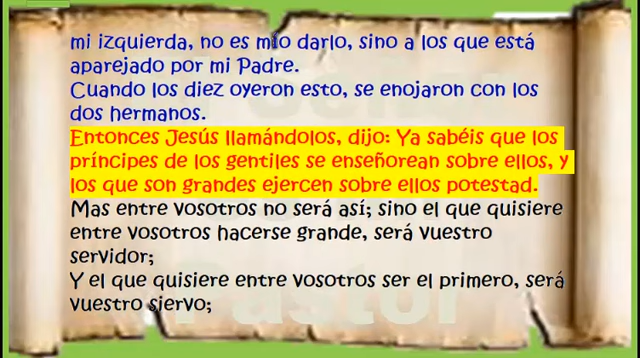 mi izquierda, no es mío darlo, sino a los que está
aparejado por mi Padre.
Cuando los diez oyeron esto, se enojaron con los
dos hermanos.
Entonces Jesús llamándolos, dijo: Ya sabéis que los
príncipes de los gentiles se enseñorean sobre ellos, y
los que son grandes ejercen sobre ellos potestad.
Mas entre vosotros no será así; sino el que quisiere
entre vosotros hacerse grande, será vuestro
servidor;
Y el que quisiere entre vosotros ser el primero, será
vuestro siervo;
Pastor